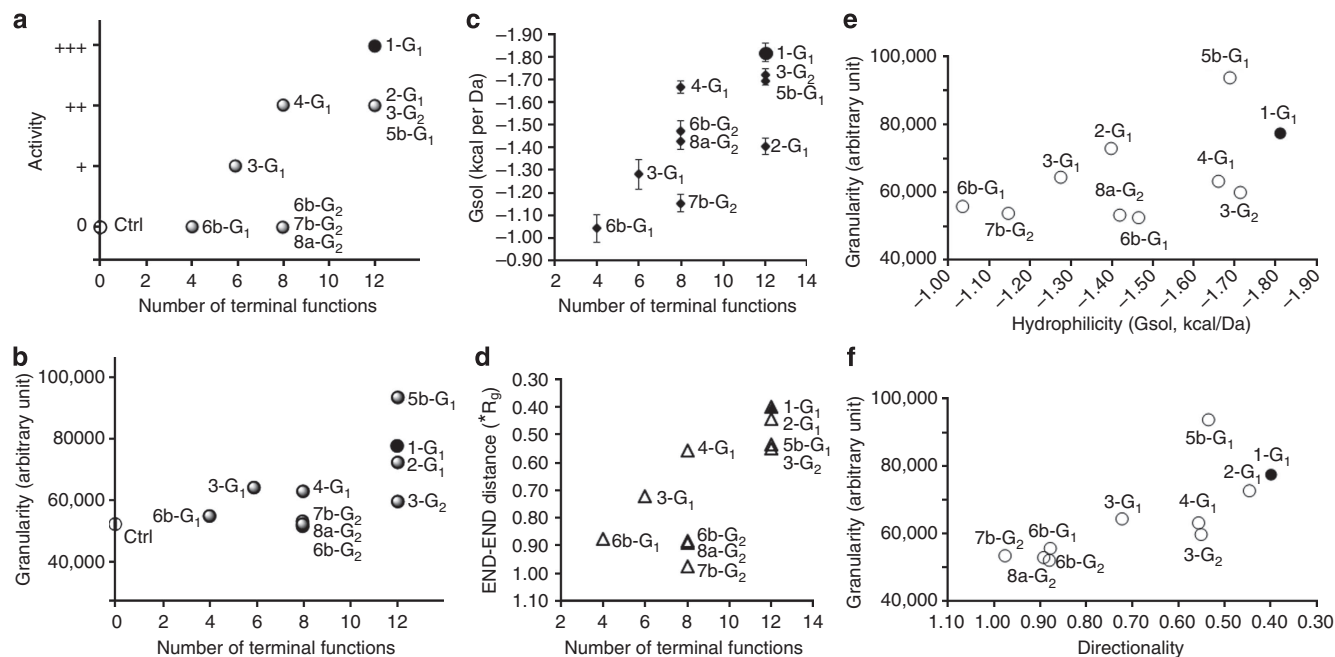 a
Activity
+++
++
+
0
1-G1
4-G1
2-G1
3-G2
5b-G1
3-G1
Ctrl
6b-G1
6b-G2
7b-G2
8a-G2
0 2 4 6 8 10 12
Number of terminal functions
b
Granularity (arbitrary unit)
100,000
80000
60,000
40,000
5b-G1
1-G1
2-G1
3-G2
3-G1
4-G1
6b-G1
7b-G2
8a-G2
6b-G2
Ctrl
0 2 4 6 8 10 12
Number of terminal functions
c
Gsol (kcal per Da)
–1.90
–1.80
–1.70
–1.60
–1.50
–1.40
–1.30
–1.20
–1.10
–1.00
–0.90
1-G1
3-G2
5b-G1
4-G1
6b-G2
8a-G2
2-G1
3-G1
7b-G2
6b-G1
2 4 6 8 10 12 14
Number of terminal functions
d
END-END distance (*Rg)
0.30
0.40
0.50
0.60
0.70
0.80
0.90
1.00
1.10
1-G1
2-G1
5b-G1
3-G2
4-G1
3-G1
6b-G1
6b-G2
8a-G2
7b-G2
2 4 6 8 10 12 14
Number of terminal functions
e
Granularity (arbitrary unit)
100,000
80,000
60,000
40,000
5b-G1
1-G1
2-G1
3-G1
4-G1
6b-G1
8a-G2
7b-G2
3-G2
6b-G1
–1.00 –1.10 –1.20 –1.30 –1.40 –1.50 –1.60 –1.70 –1.80 –1.90
Hydrophilicity (Gsol, kcal/Da)
f
Granularity (arbitrary unit)
100,000
80,000
60,000
40,000
5b-G1
1-G1
2-G1
3-G1
4-G1
3-G2
7b-G2
6b-G1
8a-G2
6b-G2
1.10 1.00 0.90 0.80 0.70 0.60 0.50 0.40 0.30
Directionality